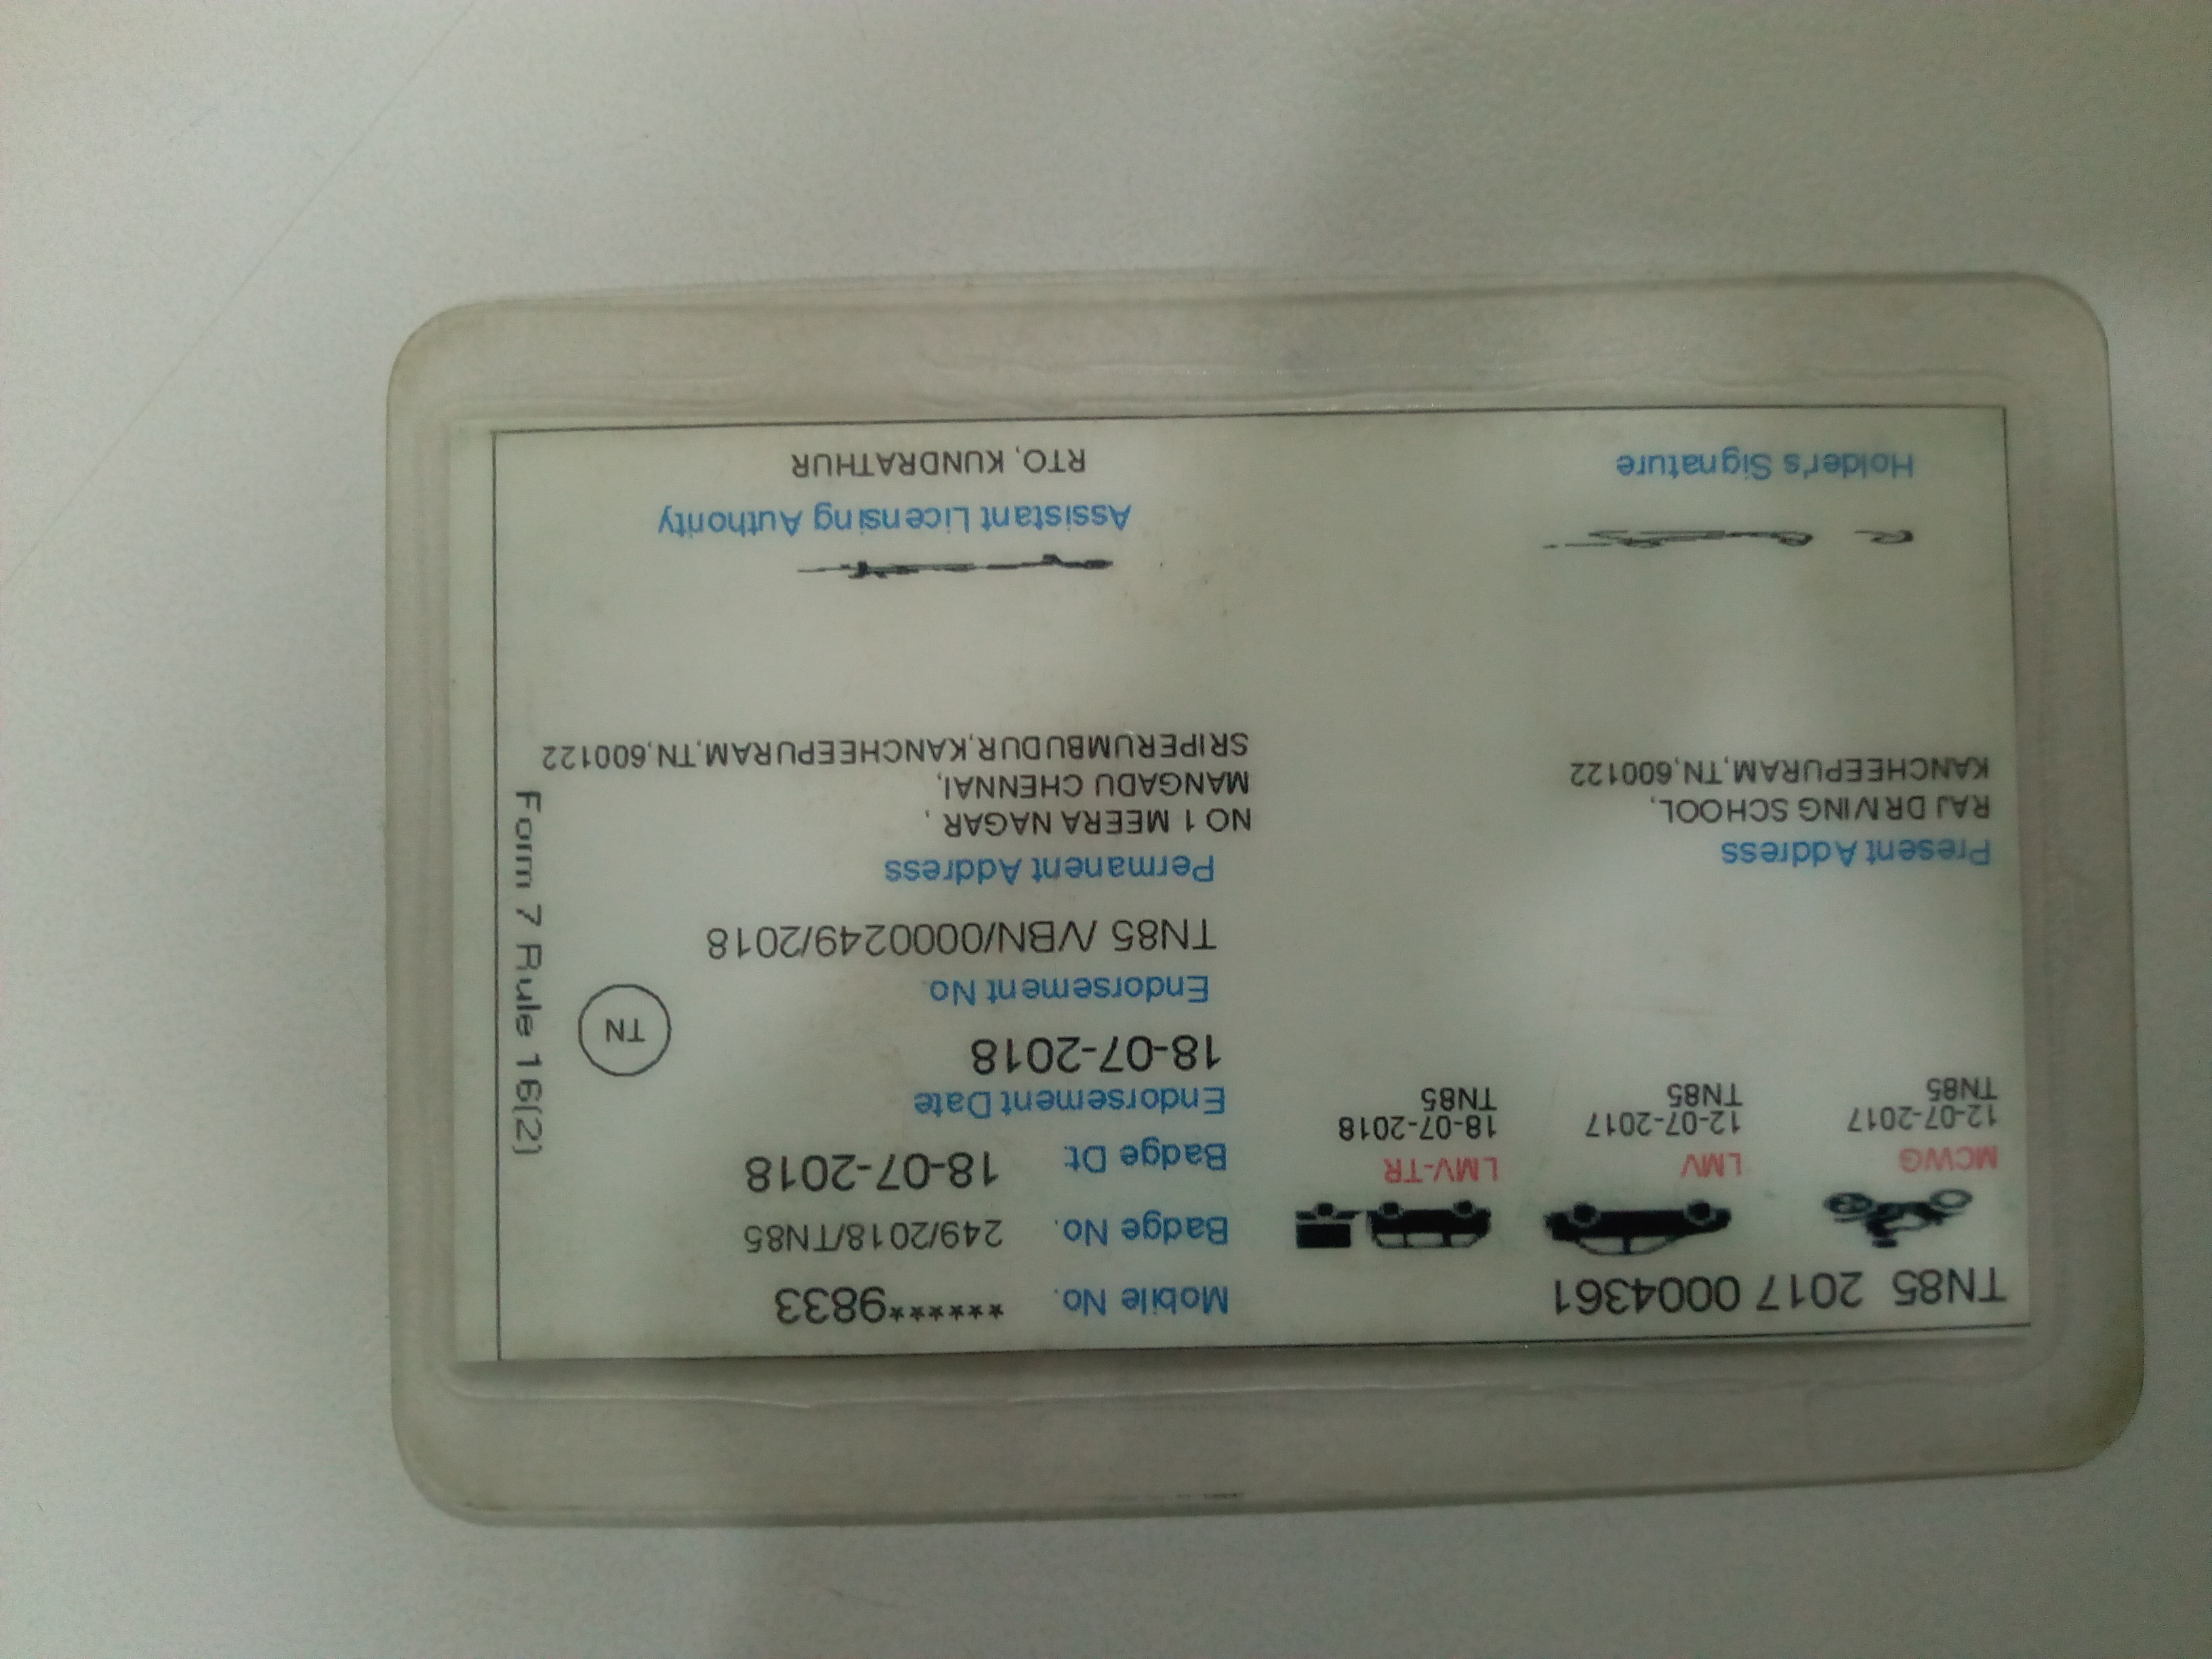 TN85 2017 0004361
MCWG
12-07-2017
TN85
LMV
12-07-2017
TN85
LMV-TR
18-07-2018
TN85
Present Address
RAJ DRIVING SCHOOL,
KANCHEEPURAM,TN,600122
Holder's Signature
Mobile No. ******9833
Badge No. 249/2018/TN85
Badge Dt 18-07-2018
Endorsement Date
18-07-2018
Endorsement No.
TN85 /VBN/0000249/2018
TN
Permanent Address
NO 1 MEERA NAGAR ,
MANGADU CHENNAI,
SRIPERUMBUDUR,KANCHEEPURAM,TN,600122
Assistant Licensing Authority
RTO, KUNDRATHUR
Form 7 Rule 16(2)